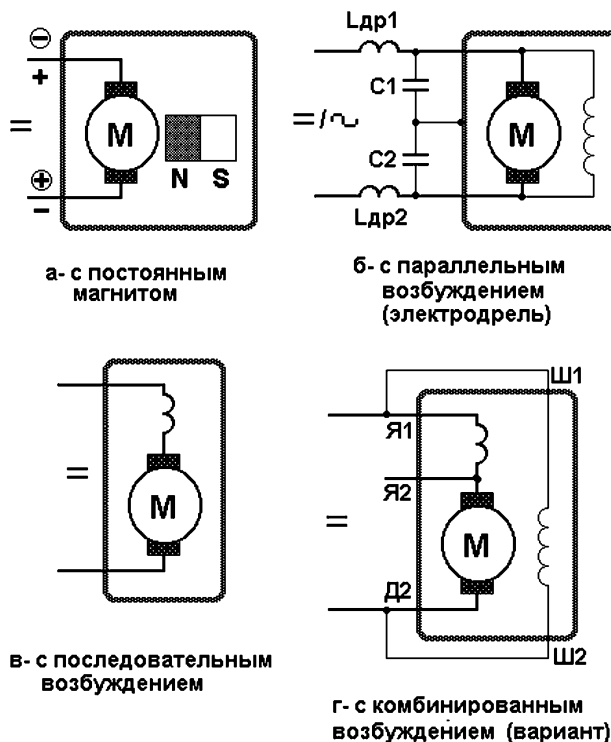 Lдр1
⊖
+
M
N S
=
⊕
−
C1
=/~
C2
M
Lдр2
а- с постоянным
магнитом
б- с параллельным
возбуждением
(электродрель)
=
M
Ш1
Я1
Я2
=
M
Д2
Ш2
в- с последовательным
возбуждением
г- с комбинированным
возбуждением (вариант)